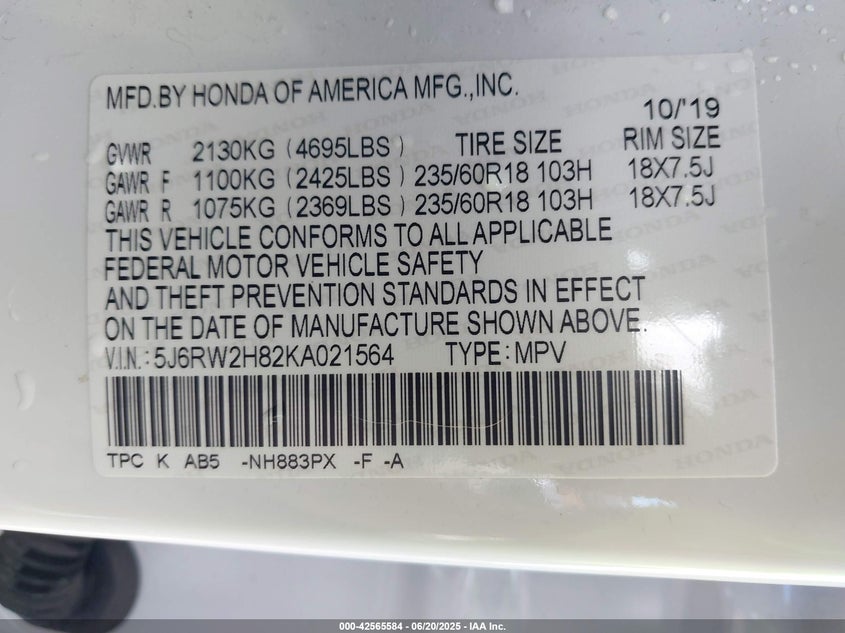 MFD.BY HONDA OF AMERICA MFG.,INC.
10/'19
GVWR 2130KG (4695LBS) TIRE SIZE RIM SIZE
GAWR F 1100KG (2425LBS) 235/60R18 103H 18X7.5J
GAWR R 1075KG (2369LBS) 235/60R18 103H 18X7.5J
THIS VEHICLE CONFORMS TO ALL APPLICABLE
FEDERAL MOTOR VEHICLE SAFETY
AND THEFT PREVENTION STANDARDS IN EFFECT
ON THE DATE OF MANUFACTURE SHOWN ABOVE.
V.I.N.:5J6RW2H82KA021564 TYPE:MPV
TPC K AB5 -NH883PX -F -A
000-42565584 - 06/20/2025 - IAA Inc.